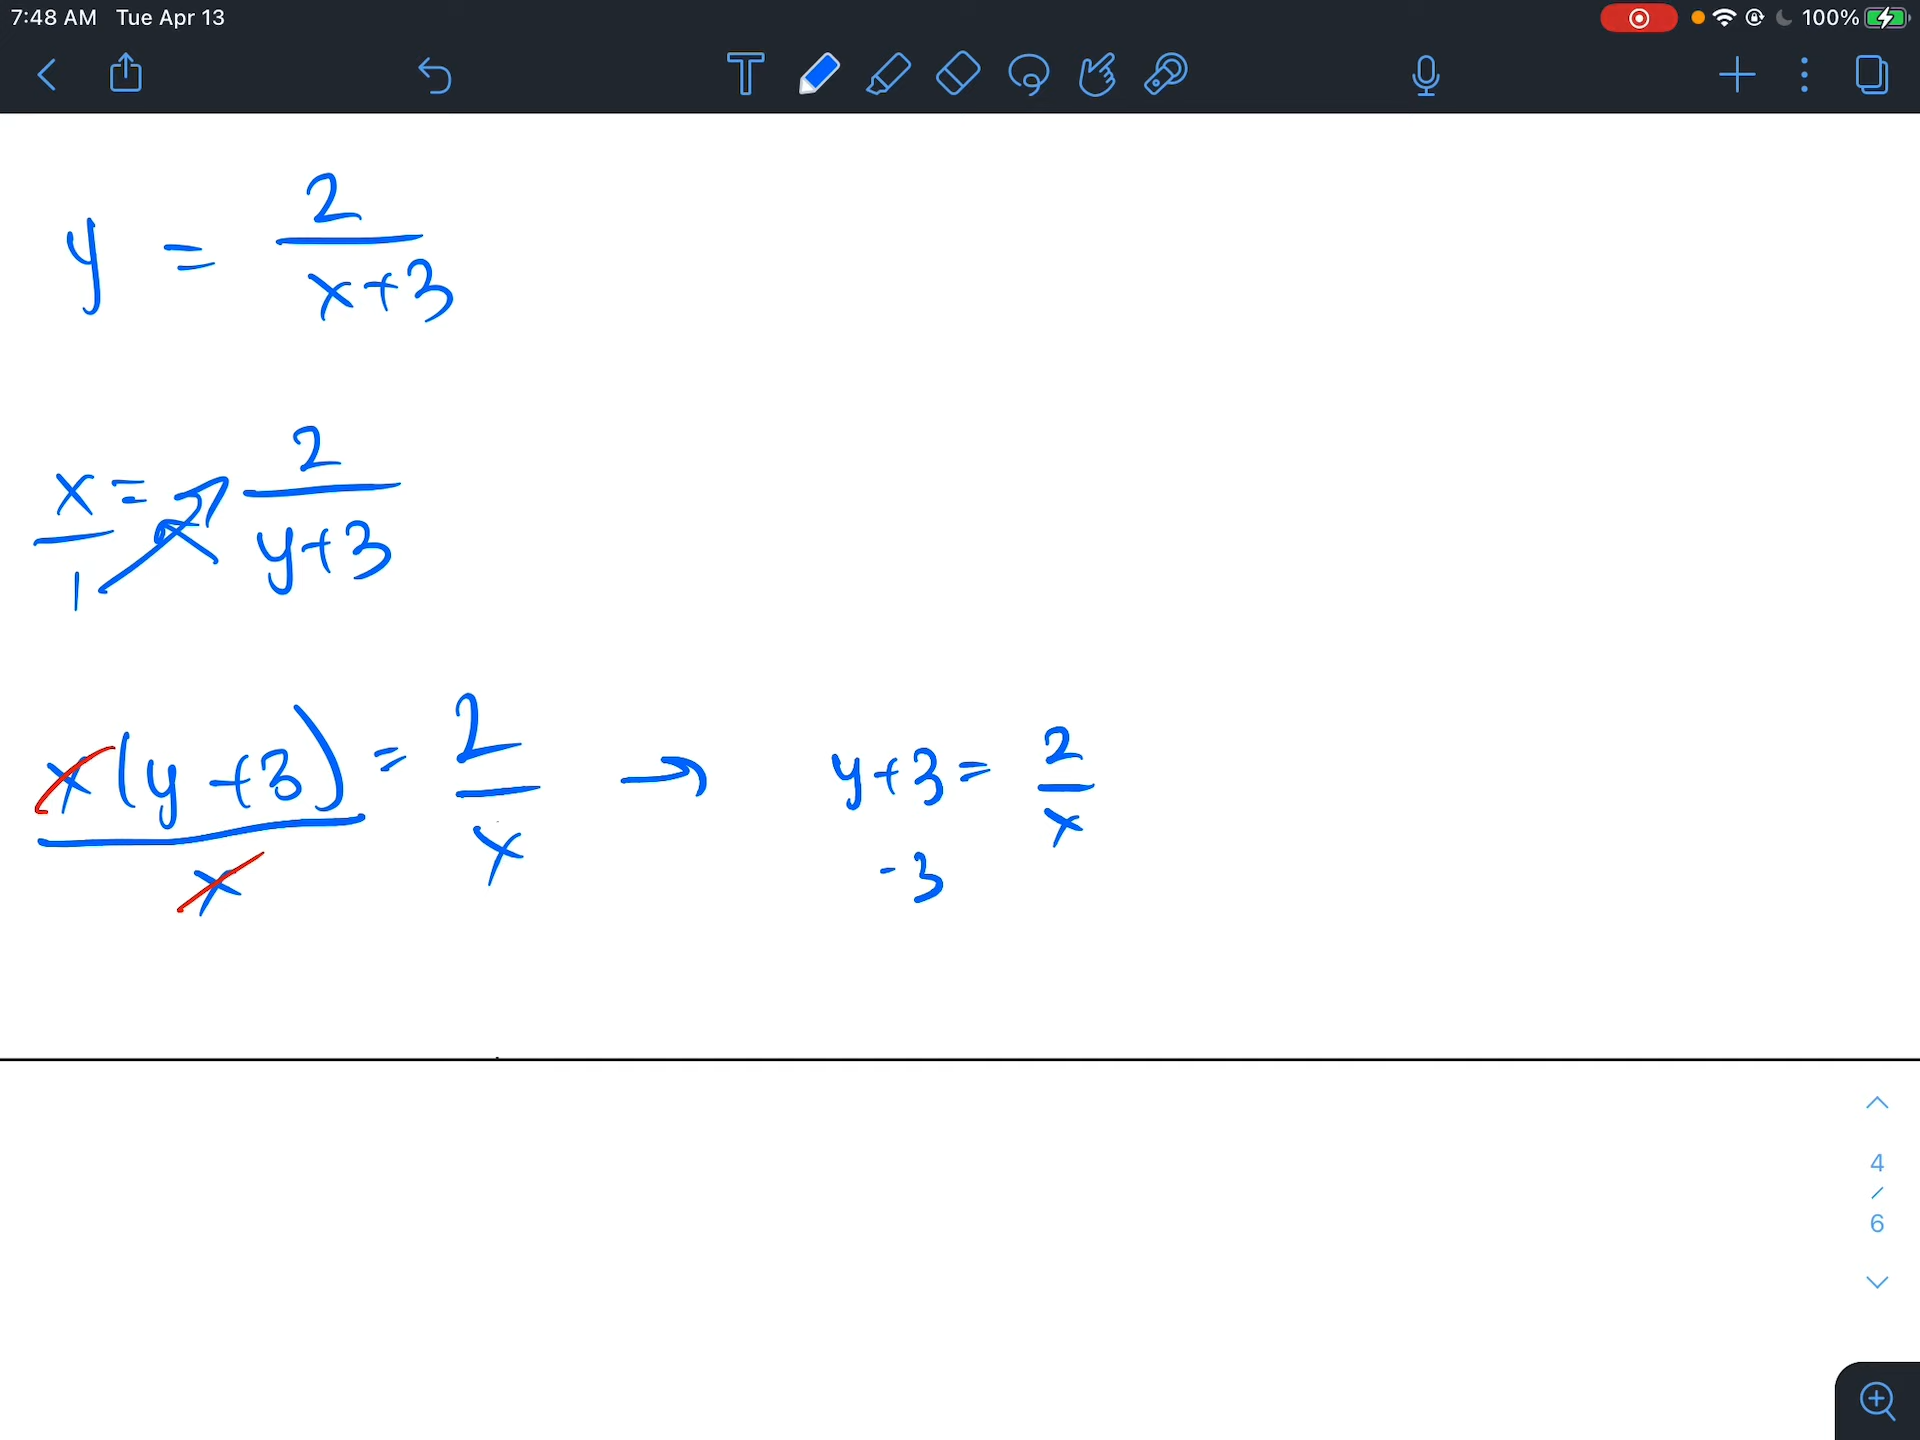 7:48 AM Tue Apr 13 100%
T
y = 2/(x+3)
x/1 = 2/(y+3)
x(y+3)/x = 2/x → y+3 = 2/x
-3
4
/
6